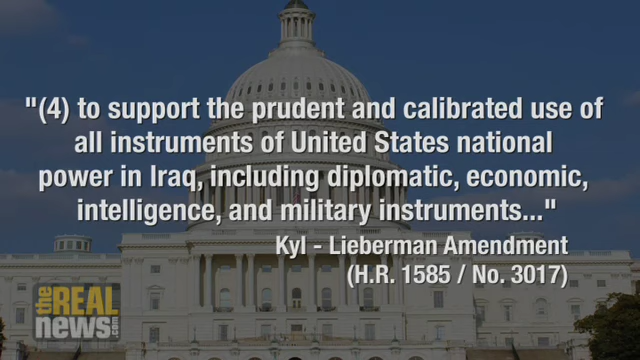 "(4) to support the prudent and calibrated use of
all instruments of United States national
power in Iraq, including diplomatic, economic,
intelligence, and military instruments..."
Kyl - Lieberman Amendment
(H.R. 1585 / No. 3017)
the REAL
news.com